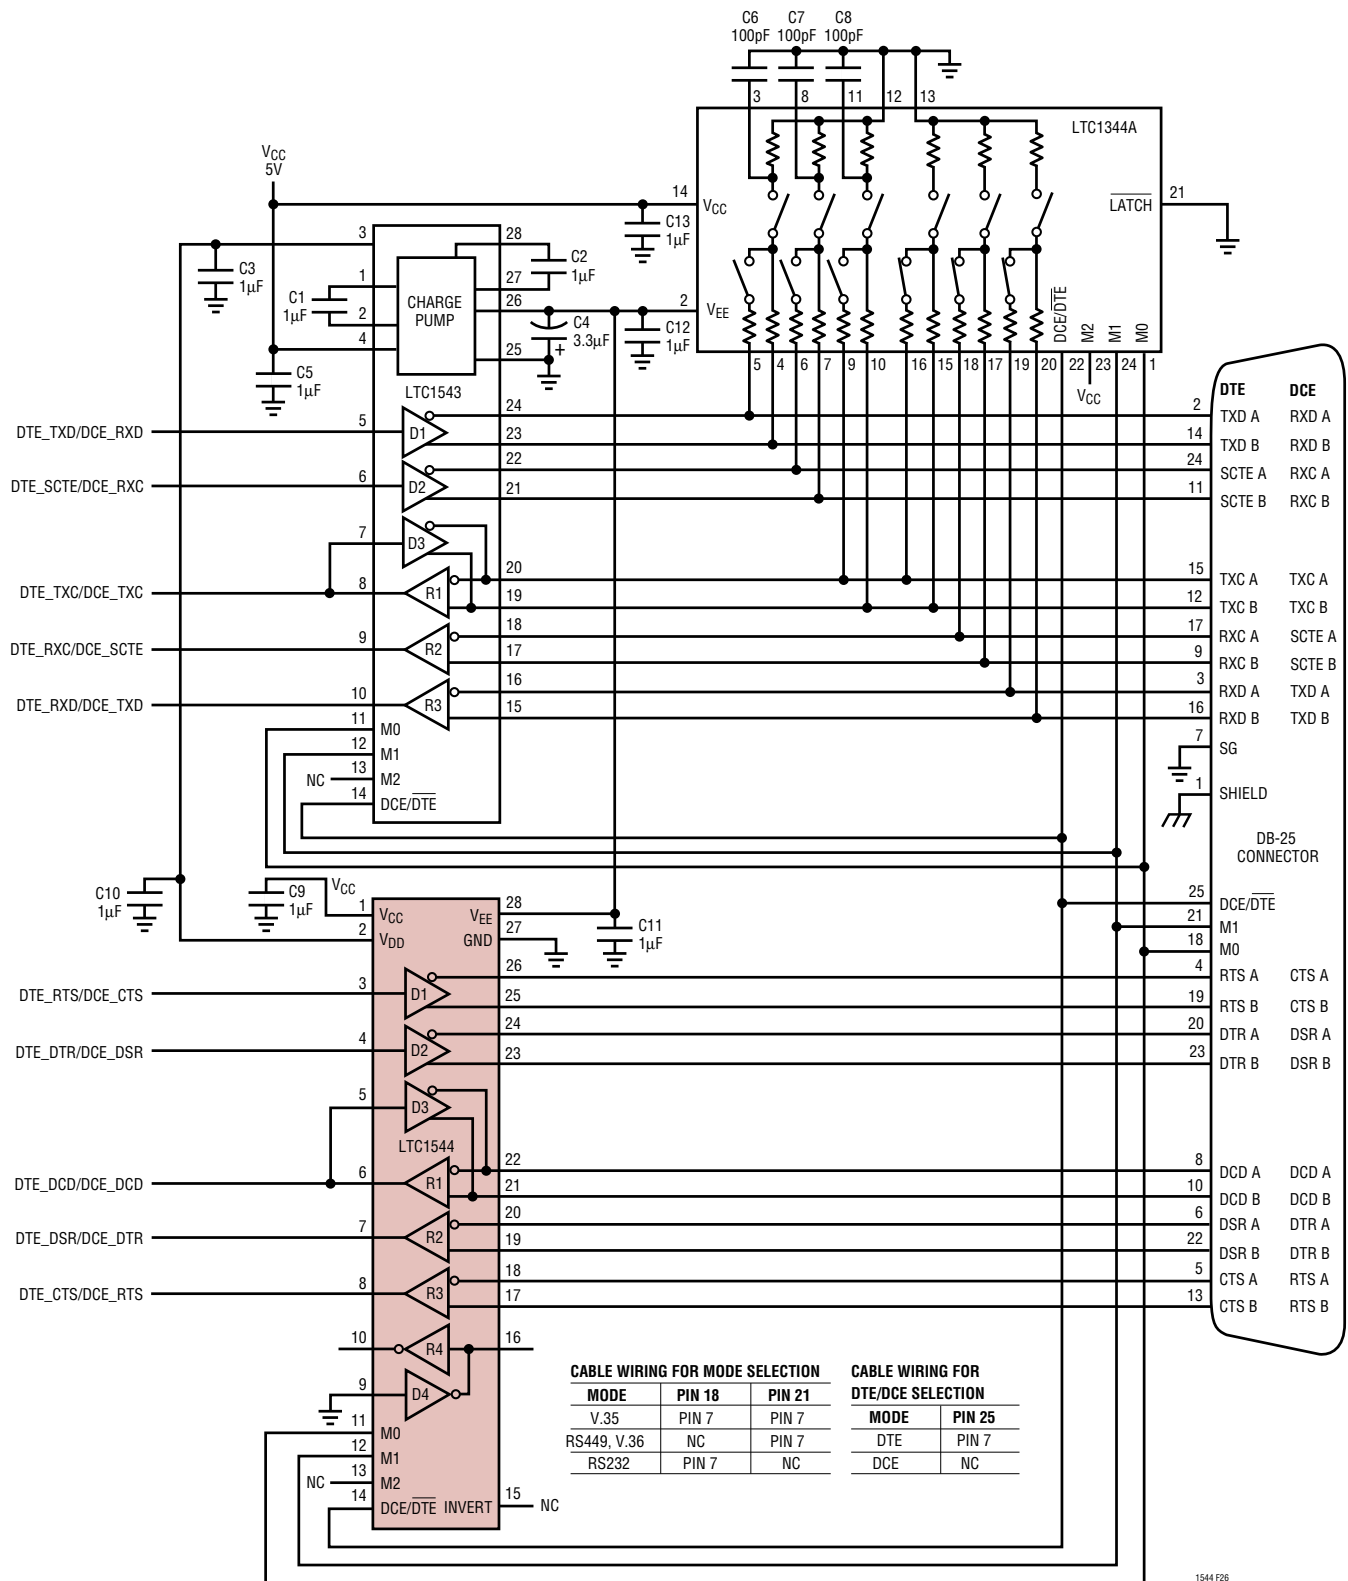 C6 C7 C8
100pF 100pF 100pF
3 8 11 12 13
LTC1344A
VCC
5V
14 VCC
C13
1μF
LATCH 21
3
28
C3
1μF
C2
1μF
1
27
C1
1μF
CHARGE
PUMP
26
2 VEE
2
C4
3.3μF
+
C12
1μF
DCE/DTE M2 M1 M0
4
25
C5
1μF
5 4 6 7 9 10 16 15 18 17 19 20 22 23 24 1
VCC
LTC1543
DTE DCE
DTE_TXD/DCE_RXD 5 D1 24 2 TXD A RXD A
23 14 TXD B RXD B
DTE_SCTE/DCE_RXC 6 D2 22 24 SCTE A RXC A
21 11 SCTE B RXC B
7 D3
DTE_TXC/DCE_TXC 8 R1 20 15 TXC A TXC A
19 12 TXC B TXC B
DTE_RXC/DCE_SCTE 9 R2 18 17 RXC A SCTE A
17 9 RXC B SCTE B
DTE_RXD/DCE_TXD 10 R3 16 3 RXD A TXD A
15 16 RXD B TXD B
11 M0
7 SG
12 M1
NC 13 M2
1 SHIELD
14 DCE/DTE
DB-25
CONNECTOR
C10
1μF
C9
1μF
VCC
1 VCC VEE 28
25 DCE/DTE
2 VDD GND 27
C11
1μF
21 M1
18 M0
DTE_RTS/DCE_CTS 3 D1 26 4 RTS A CTS A
25 19 RTS B CTS B
DTE_DTR/DCE_DSR 4 D2 24 20 DTR A DSR A
23 23 DTR B DSR B
5 D3
LTC1544
DTE_DCD/DCE_DCD 6 R1 22 8 DCD A DCD A
21 10 DCD B DCD B
DTE_DSR/DCE_DTR 7 R2 20 6 DSR A DTR A
19 22 DSR B DTR B
DTE_CTS/DCE_RTS 8 R3 18 5 CTS A RTS A
17 13 CTS B RTS B
10 R4 16
9 D4
11 M0
12 M1
NC 13 M2
14 DCE/DTE INVERT 15 NC
CABLE WIRING FOR MODE SELECTION
MODE PIN 18 PIN 21
V.35 PIN 7 PIN 7
RS449, V.36 NC PIN 7
RS232 PIN 7 NC
CABLE WIRING FOR
DTE/DCE SELECTION
MODE PIN 25
DTE PIN 7
DCE NC
1544 F26